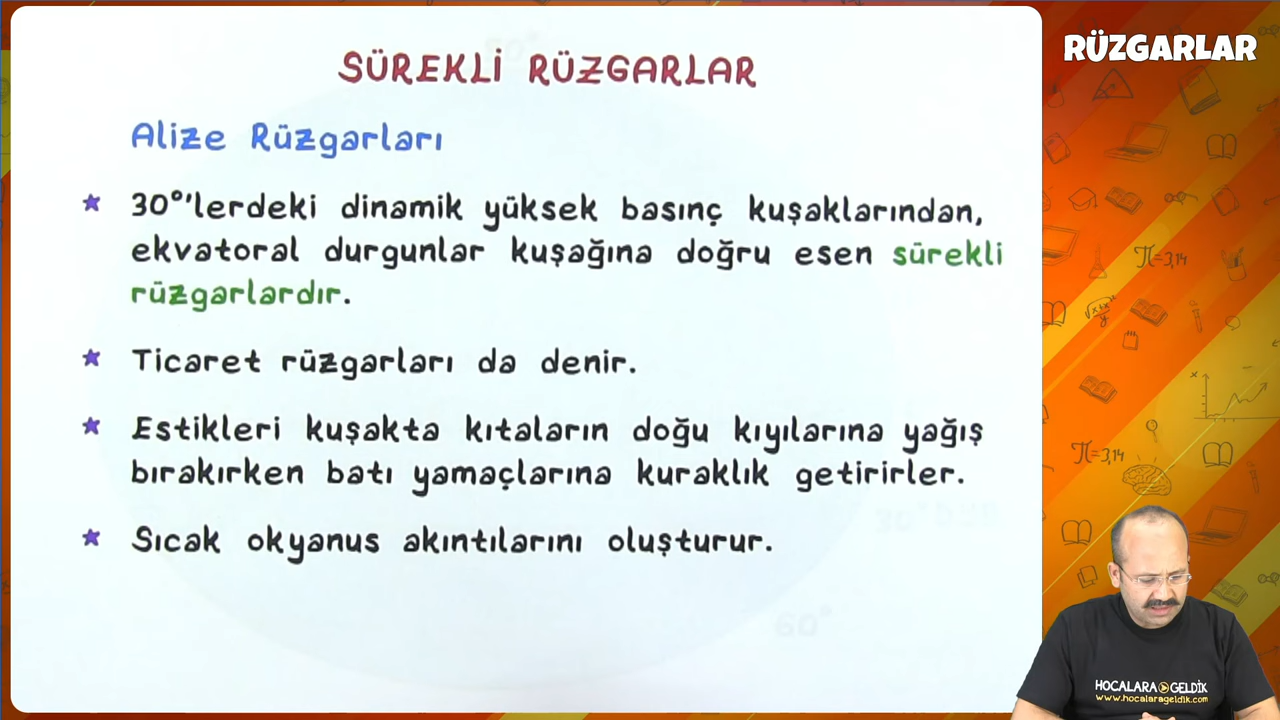 SÜREKLİ RÜZGARLAR
RÜZGARLAR
Alize Rüzgarları
30°'lerdeki dinamik yüksek basınç kuşaklarından,
ekvatoral durgunlar kuşağına doğru esen sürekli
rüzgarlardır.
Ticaret rüzgarları da denir.
Estikleri kuşakta kıtaların doğu kıyılarına yağış
bırakırken batı yamaçlarına kuraklık getirirler.
Sıcak okyanus akıntılarını oluşturur.
60°
π=3,14
π=3,14
HOCALARA GELDİK
www.hocalarageldik.com